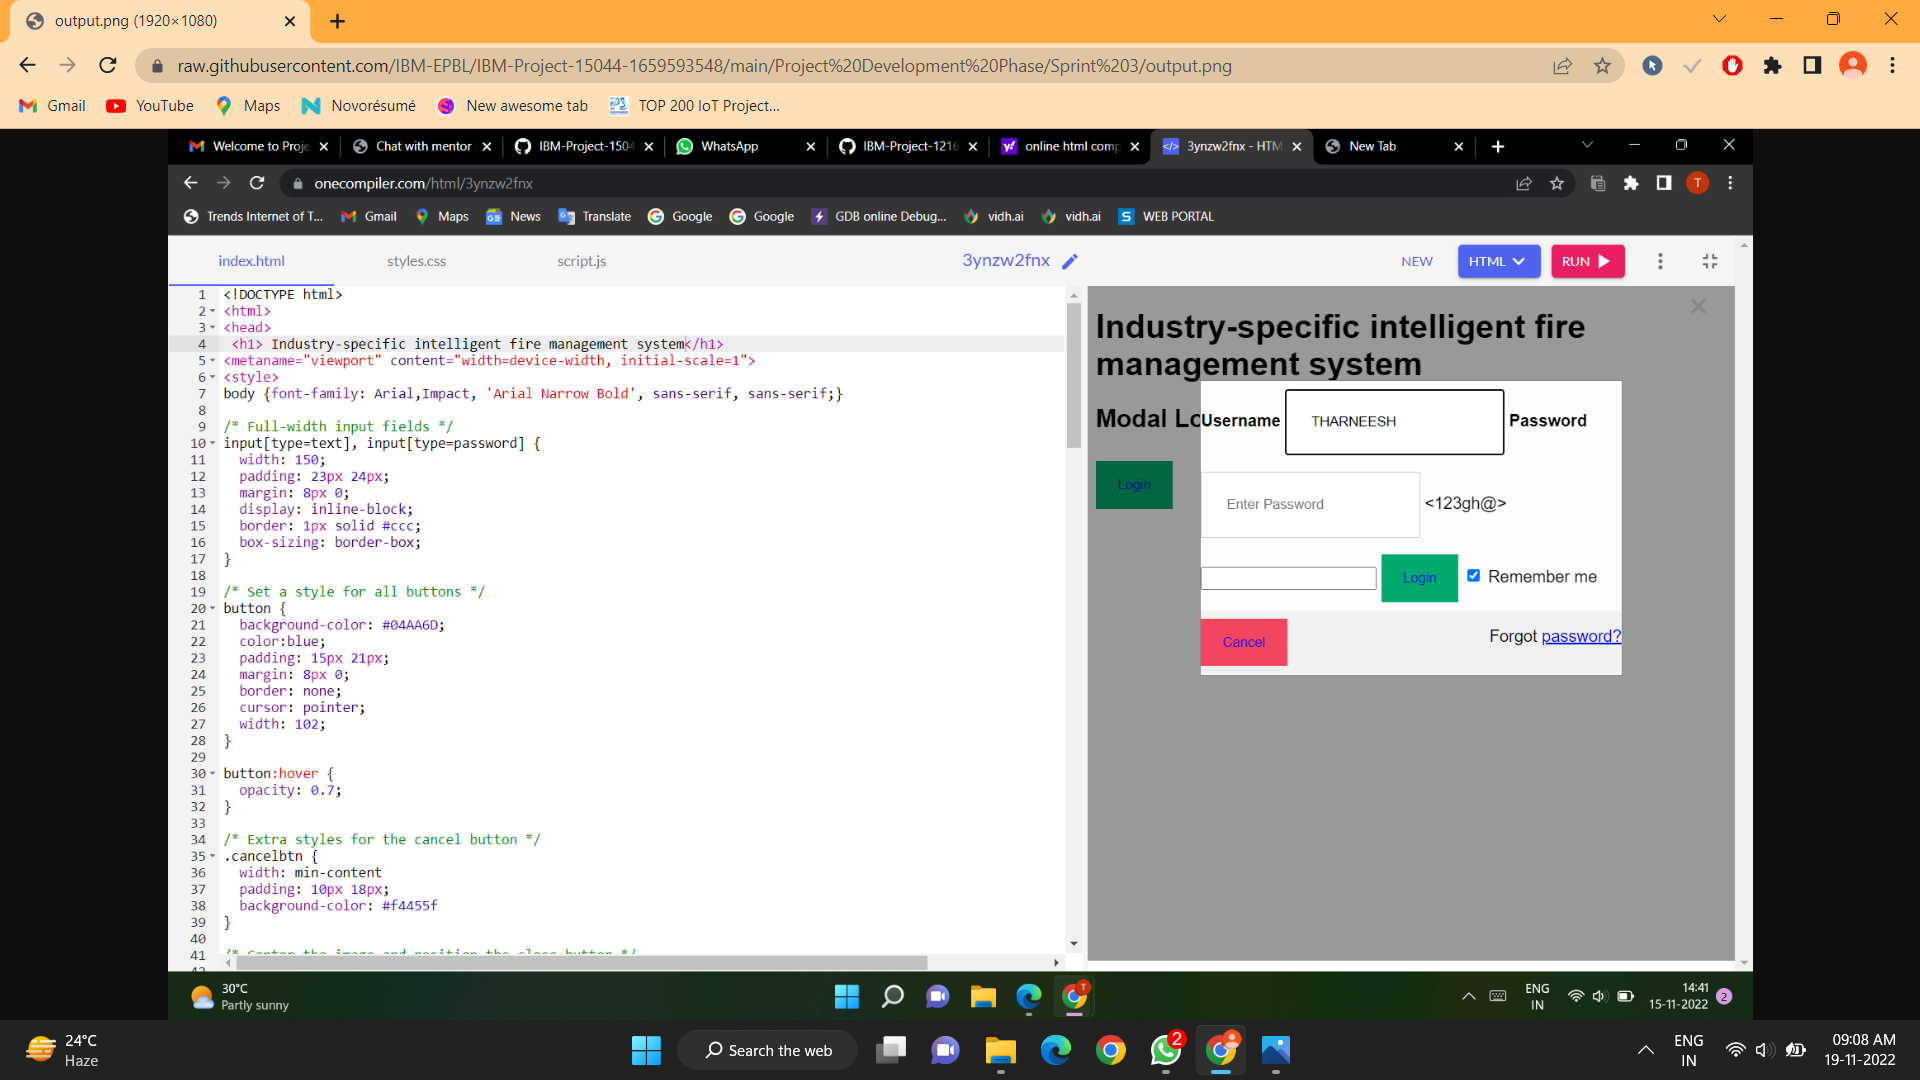 output.png (1920×1080)
raw.githubusercontent.com/IBM-EPBL/IBM-Project-15044-1659593548/main/Project%20Development%20Phase/Sprint%203/output.png
Gmail YouTube Maps Novorésumé New awesome tab TOP 200 IoT Project...
Welcome to Proje Chat with mentor IBM-Project-1504 WhatsApp IBM-Project-1216 online html comp 3ynzw2fnx - HTM New Tab
onecompiler.com/html/3ynzw2fnx T
Trends Internet of T... Gmail Maps News Translate Google Google GDB online Debug... vidh.ai vidh.ai WEB PORTAL
index.html styles.css script.js 3ynzw2fnx NEW HTML RUN
1 <!DOCTYPE html>
2 <html>
3 <head>
4 <h1> Industry-specific intelligent fire management system</h1>
5 <metaname="viewport" content="width=device-width, initial-scale=1">
6 <style>
7 body {font-family: Arial,Impact, 'Arial Narrow Bold', sans-serif, sans-serif;}
8
9 /* Full-width input fields */
10 input[type=text], input[type=password] {
11 width: 150;
12 padding: 23px 24px;
13 margin: 8px 0;
14 display: inline-block;
15 border: 1px solid #ccc;
16 box-sizing: border-box;
17 }
18
19 /* Set a style for all buttons */
20 button {
21 background-color: #04AA6D;
22 color:blue;
23 padding: 15px 21px;
24 margin: 8px 0;
25 border: none;
26 cursor: pointer;
27 width: 102;
28 }
29
30 button:hover {
31 opacity: 0.7;
32 }
33
34 /* Extra styles for the cancel button */
35 .cancelbtn {
36 width: min-content
37 padding: 10px 18px;
38 background-color: #f4455f
39 }
40
41 /* Center the image and position the close button */
42
Industry-specific intelligent fire
management system
Modal Lo
Login
Username THARNEESH Password
Enter Password <123gh@>
Login Remember me
Cancel Forgot password?
30°C
Partly sunny
ENG
IN
14:41
15-11-2022
2
24°C
Haze
Search the web
2
ENG
IN
09:08 AM
19-11-2022